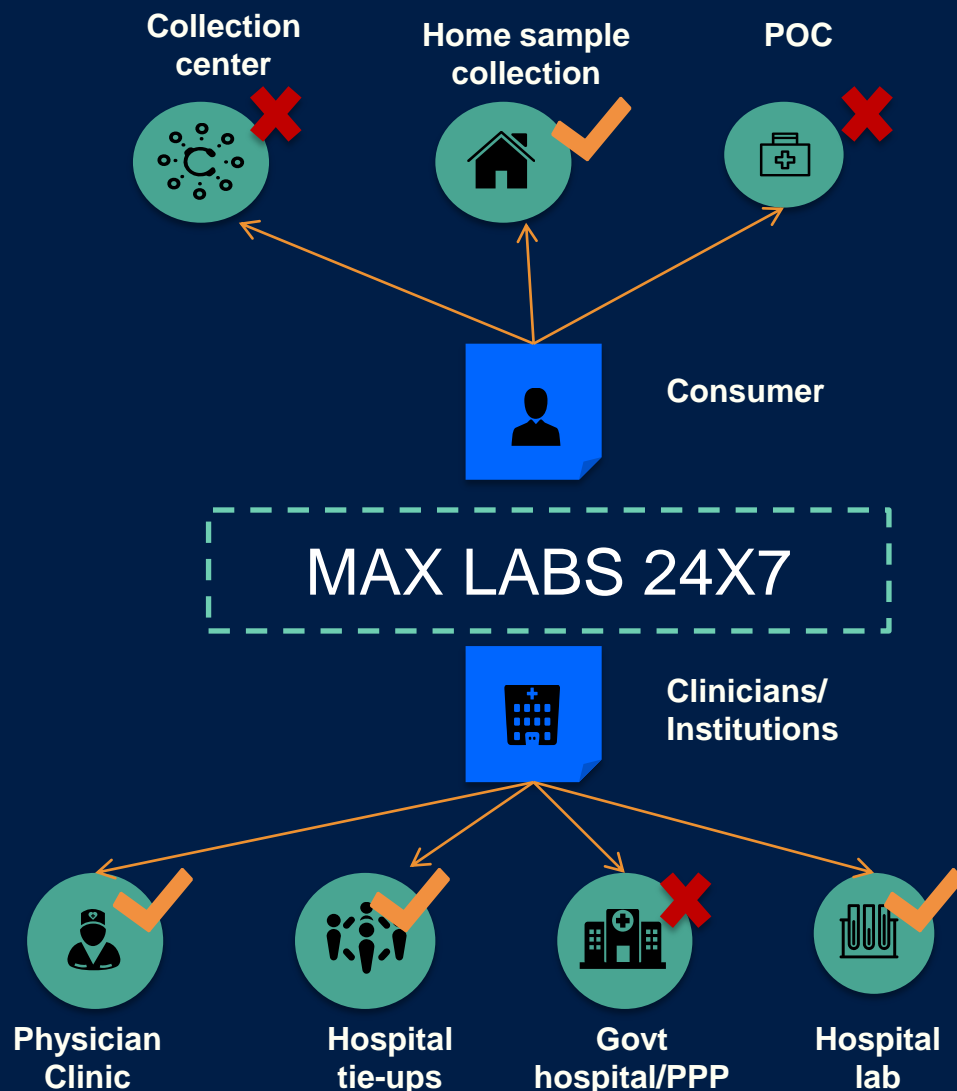 Collection
center
Home sample
collection
POC
Consumer
MAX LABS 24X7
Clinicians/
Institutions
Physician
Clinic
Hospital
tie-ups
Govt
hospital/PPP
Hospital
lab